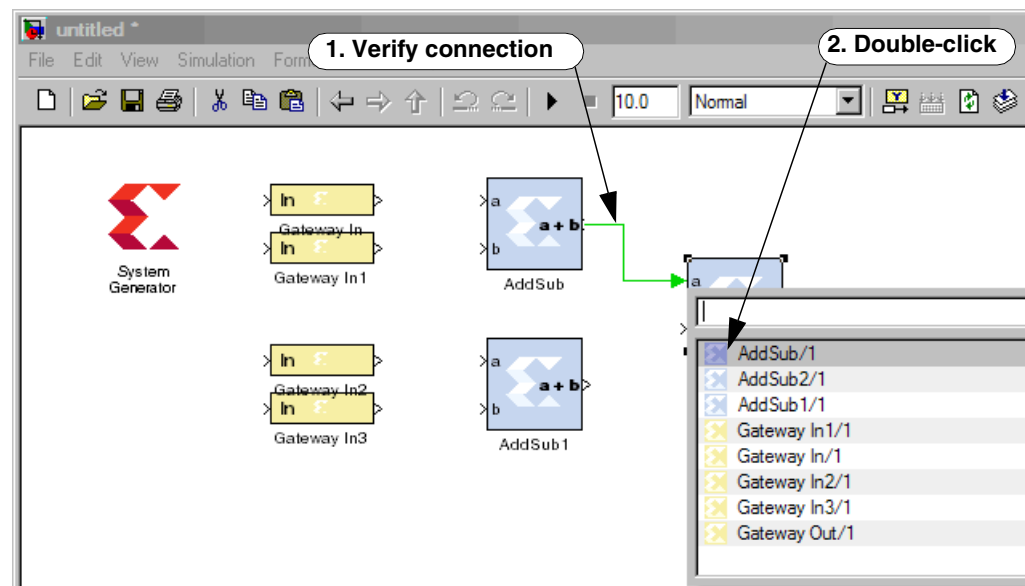 untitled *
1. Verify connection
2. Double-click
File Edit View Simulation Form
10.0 Normal
System
Generator
In
Gateway In
In
Gateway In1
a
b
a + b
AddSub
a
In
Gateway In2
In
Gateway In3
a
b
a + b
AddSub1
AddSub/1
AddSub2/1
AddSub1/1
Gateway In1/1
Gateway In/1
Gateway In2/1
Gateway In3/1
Gateway Out/1